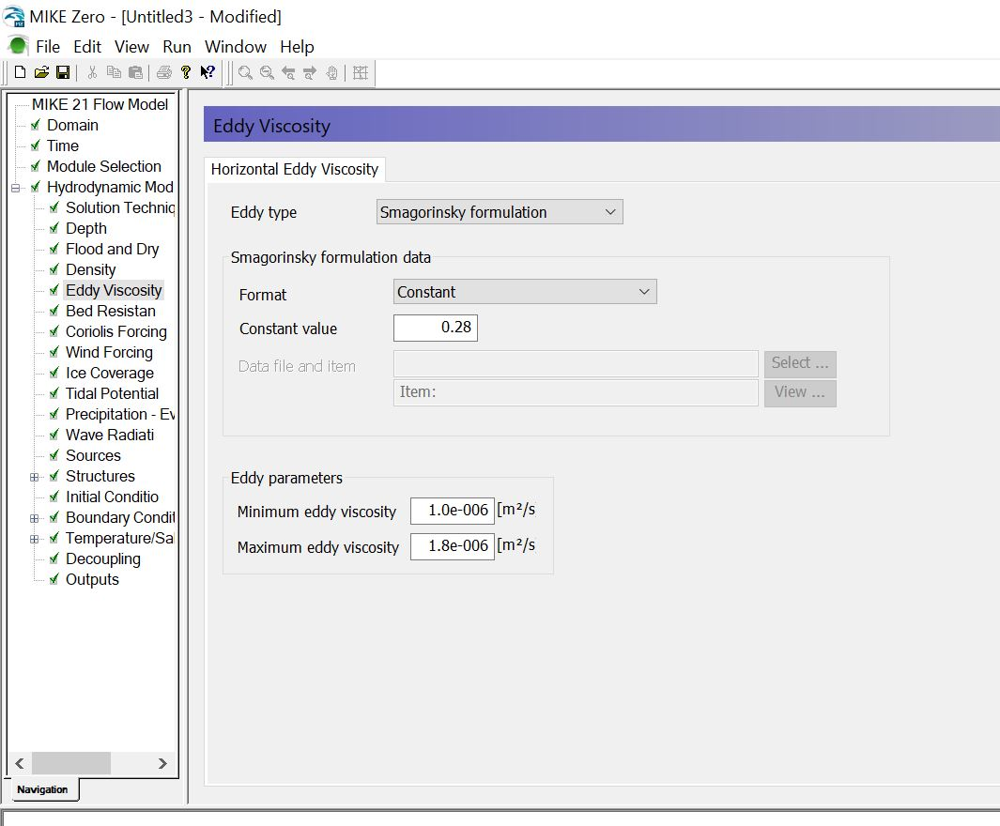 MIKE Zero - [Untitled3 - Modified]
File Edit View Run Window Help
MIKE 21 Flow Model
Domain
Time
Module Selection
Hydrodynamic Mod
Solution Techniq
Depth
Flood and Dry
Density
Eddy Viscosity
Bed Resistan
Coriolis Forcing
Wind Forcing
Ice Coverage
Tidal Potential
Precipitation - Ev
Wave Radiati
Sources
Structures
Initial Conditio
Boundary Condit
Temperature/Sal
Decoupling
Outputs
Navigation
Eddy Viscosity
Horizontal Eddy Viscosity
Eddy type Smagorinsky formulation
Smagorinsky formulation data
Format Constant
Constant value 0.28
Data file and item Select ...
Item: View ...
Eddy parameters
Minimum eddy viscosity 1.0e-006 [m²/s
Maximum eddy viscosity 1.8e-006 [m²/s